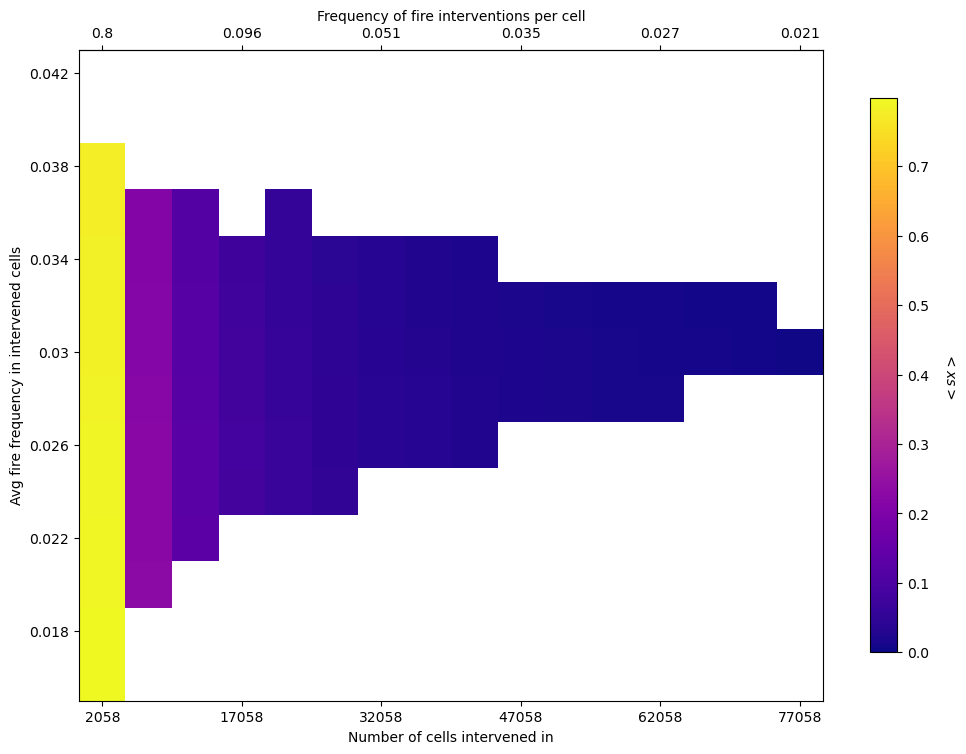 Frequency of fire interventions per cell
0.8 0.096 0.051 0.035 0.027 0.021
Avg fire frequency in intervened cells
0.042
0.038
0.034
0.03
0.026
0.022
0.018
2058 17058 32058 47058 62058 77058
Number of cells intervened in
0.7
0.6
0.5
0.4
0.3
0.2
0.1
0.0
< sx >